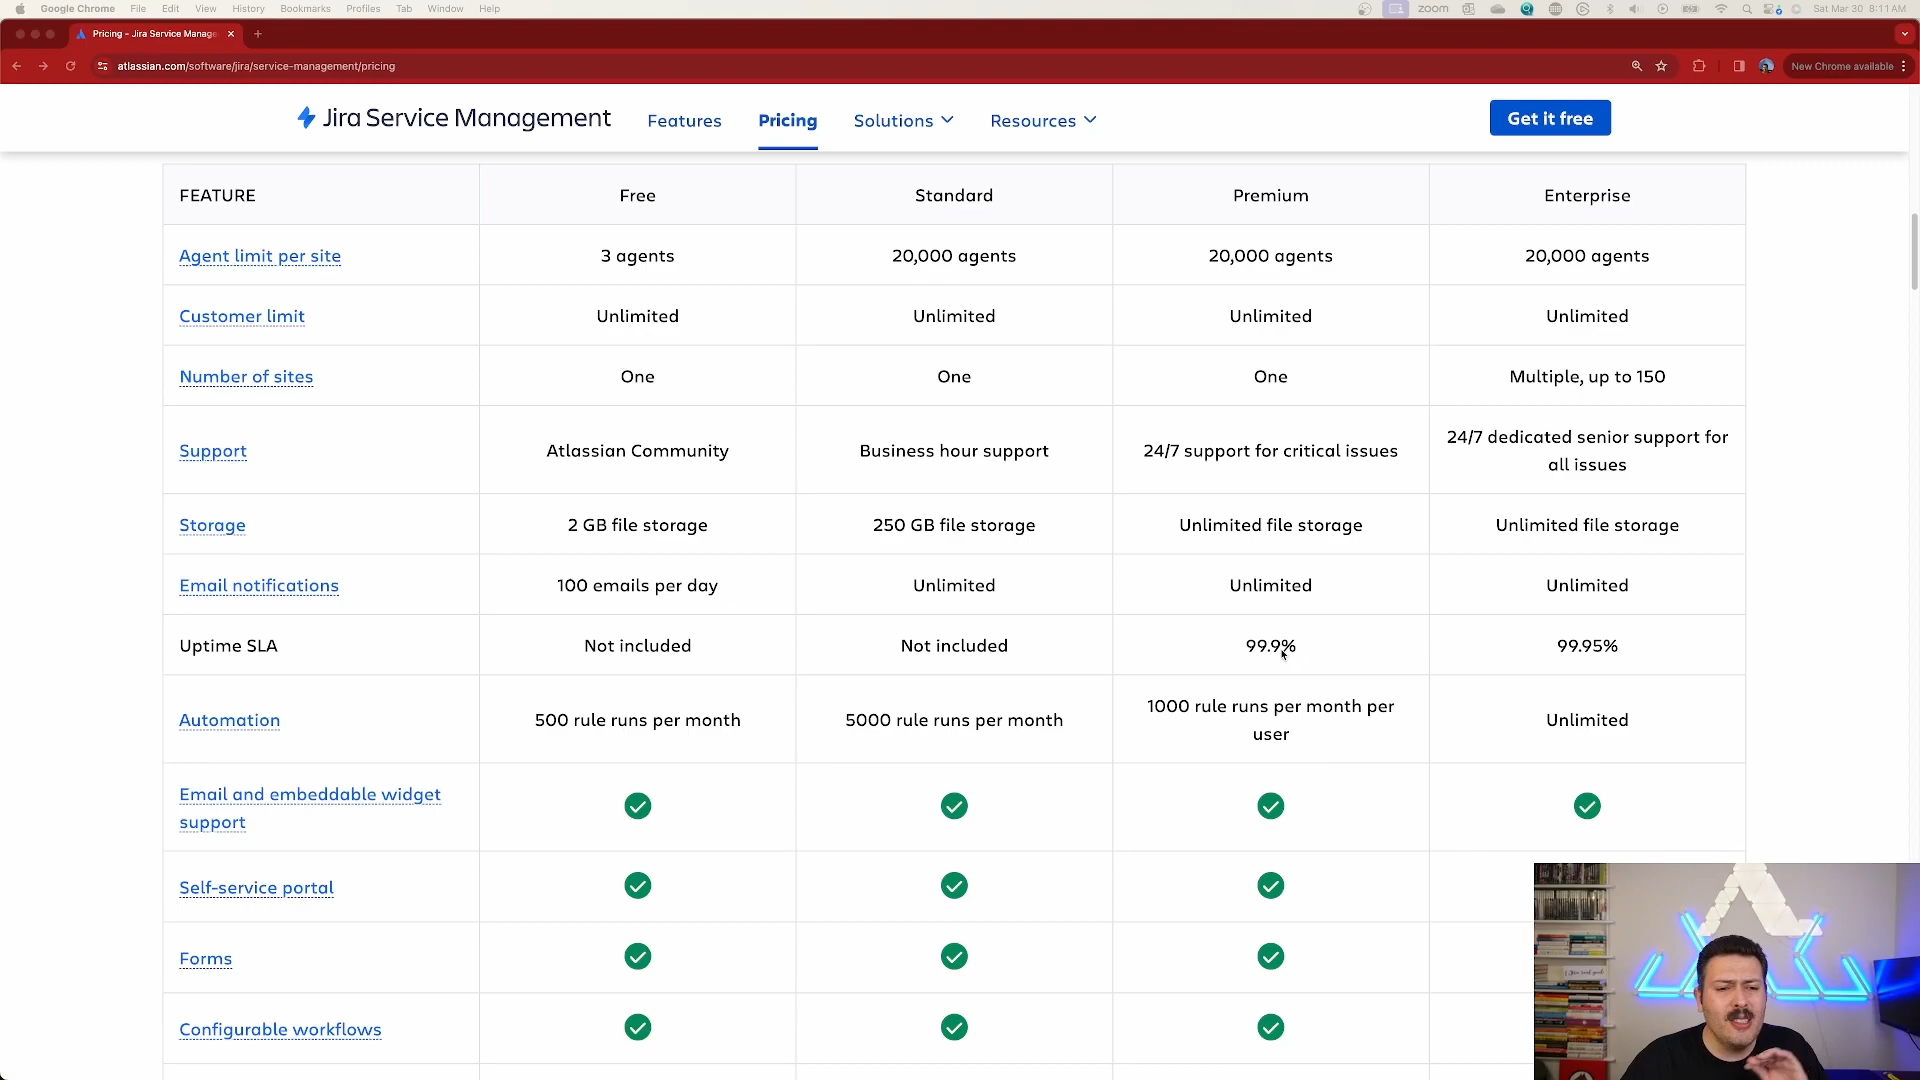 Google Chrome File Edit View History Bookmarks Profiles Tab Window Help zoom Sat Mar 30 8:11 AM
Pricing - Jira Service Manage
atlassian.com/software/jira/service-management/pricing New Chrome available
Jira Service Management Features Pricing Solutions Resources Get it free
FEATURE Free Standard Premium Enterprise
Agent limit per site 3 agents 20,000 agents 20,000 agents 20,000 agents
Customer limit Unlimited Unlimited Unlimited Unlimited
Number of sites One One One Multiple, up to 150
Support Atlassian Community Business hour support 24/7 support for critical issues 24/7 dedicated senior support for
all issues
Storage 2 GB file storage 250 GB file storage Unlimited file storage Unlimited file storage
Email notifications 100 emails per day Unlimited Unlimited Unlimited
Uptime SLA Not included Not included 99.9% 99.95%
Automation 500 rule runs per month 5000 rule runs per month 1000 rule runs per month per
user Unlimited
Email and embeddable widget
support
Self-service portal
Forms
Configurable workflows